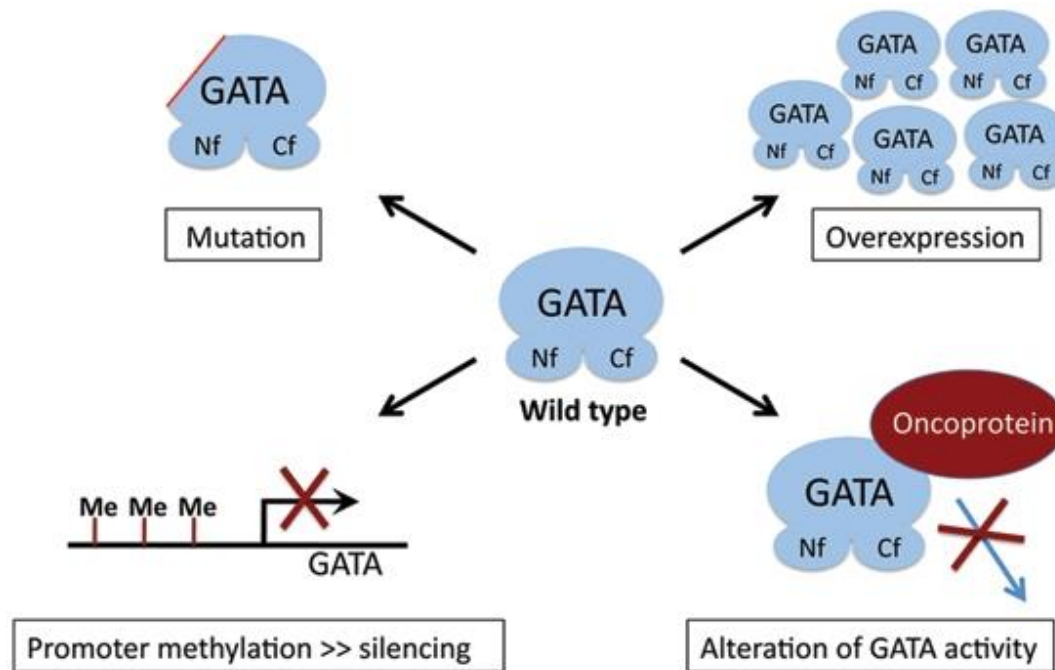 GATA
Nf Cf
Mutation
GATA
Nf Cf
GATA
Nf Cf
GATA
Nf Cf
GATA
Nf Cf
GATA
Nf Cf
Overexpression
GATA
Nf Cf
Wild type
Me Me Me
GATA
Promoter methylation >> silencing
Oncoprotein
GATA
Nf Cf
Alteration of GATA activity